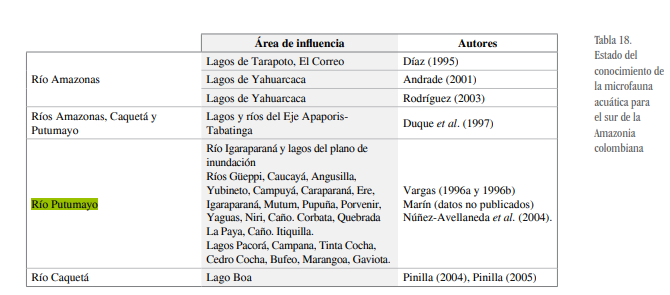 Área de influencia Autores
Río Amazonas
Lagos de Tarapoto, El Correo Díaz (1995)
Lagos de Yahuarcaca Andrade (2001)
Lagos de Yahuarcaca Rodríguez (2003)
Ríos Amazonas, Caquetá y
Putumayo
Lagos y ríos del Eje Apaporis-
Tabatinga
Duque et al. (1997)
Río Putumayo
Río Igaraparaná y lagos del plano de
inundación
Ríos Güeppi, Caucayá, Angusilla,
Yubineto, Campuyá, Caraparaná, Ere,
Igaraparaná, Mutum, Pupuña, Porvenir,
Yaguas, Niri, Caño. Corbata, Quebrada
La Paya, Caño. Itiquilla.
Lagos Pacorá, Campana, Tinta Cocha,
Cedro Cocha, Bufeo, Marangoa, Gaviota.
Vargas (1996a y 1996b)
Marín (datos no publicados)
Núñez-Avellaneda et al. (2004).
Río Caquetá Lago Boa Pinilla (2004), Pinilla (2005)
Tabla 18.
Estado del
conocimiento de
la microfauna
acuática para
el sur de la
Amazonia
colombiana